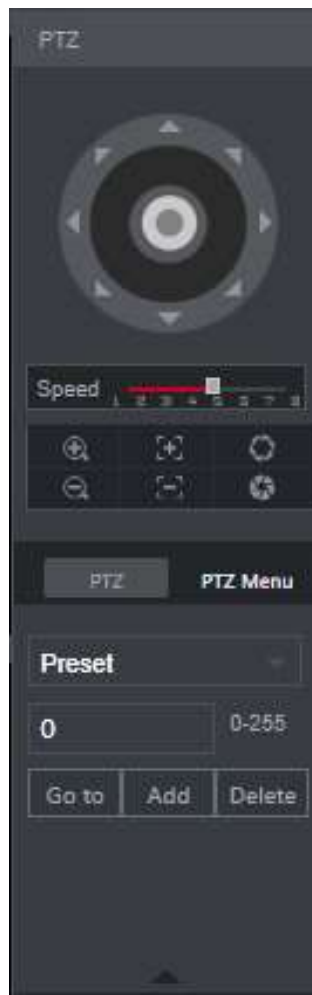 PTZ
Speed
1 2 3 4 5 6 7 8
PTZ PTZ Menu
Preset
0 0-255
Go to Add Delete